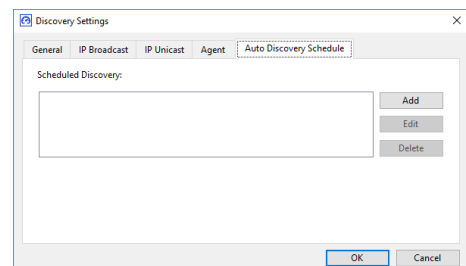 Discovery Settings
General IP Broadcast IP Unicast Agent Auto Discovery Schedule
Scheduled Discovery:
Add
Edit
Delete
OK Cancel